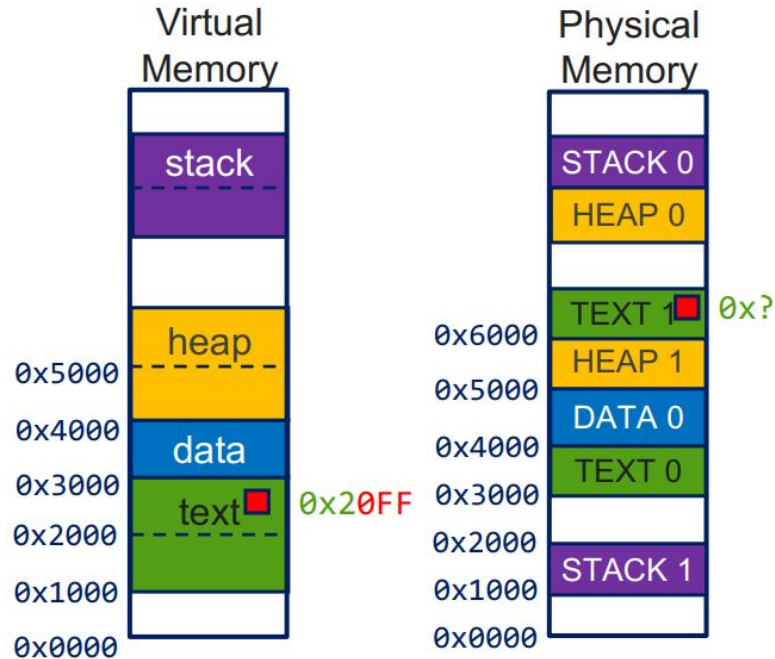 Virtual
Memory
stack
heap
0x5000
0x4000
data
0x3000
text
0x20FF
0x2000
0x1000
0x0000
Physical
Memory
STACK 0
HEAP 0
TEXT 1
0x?
0x6000
HEAP 1
0x5000
DATA 0
0x4000
TEXT 0
0x3000
0x2000
STACK 1
0x1000
0x0000